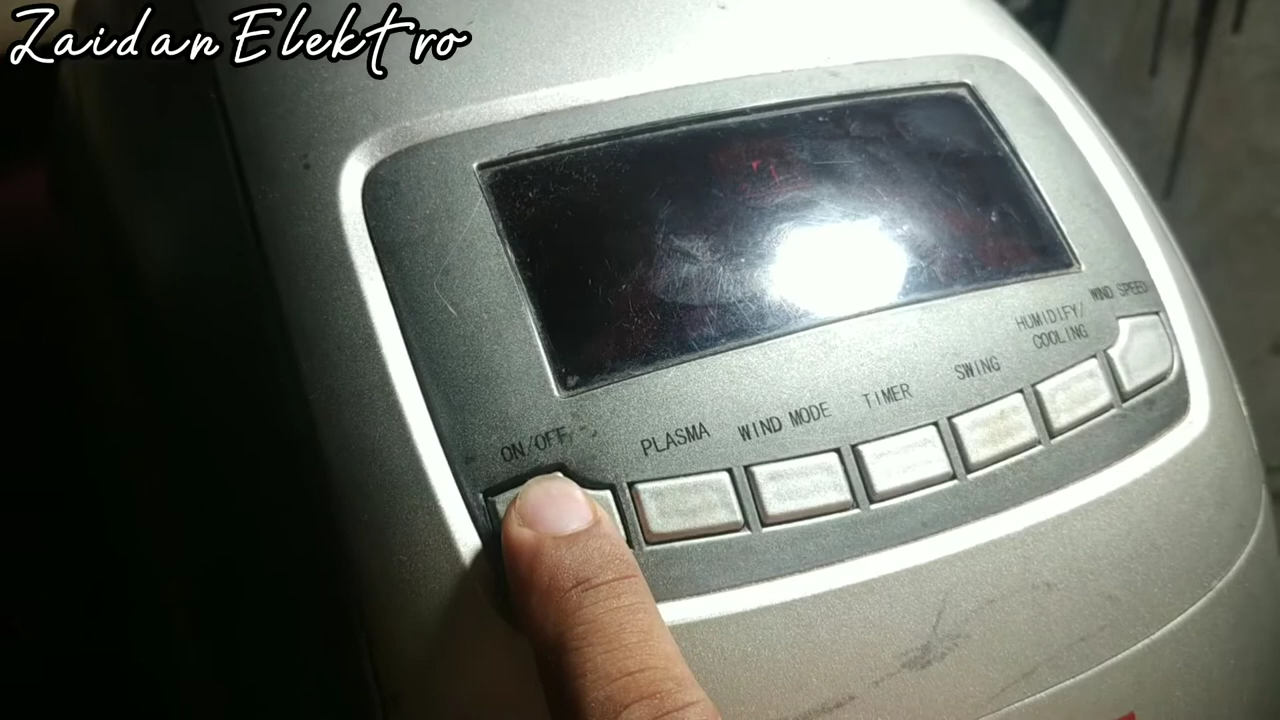 Zaidan Elektro
WIND SPEED
HUMIDIFY/
COOLING
SWING
TIMER
WIND MODE
PLASMA
ON/OFF